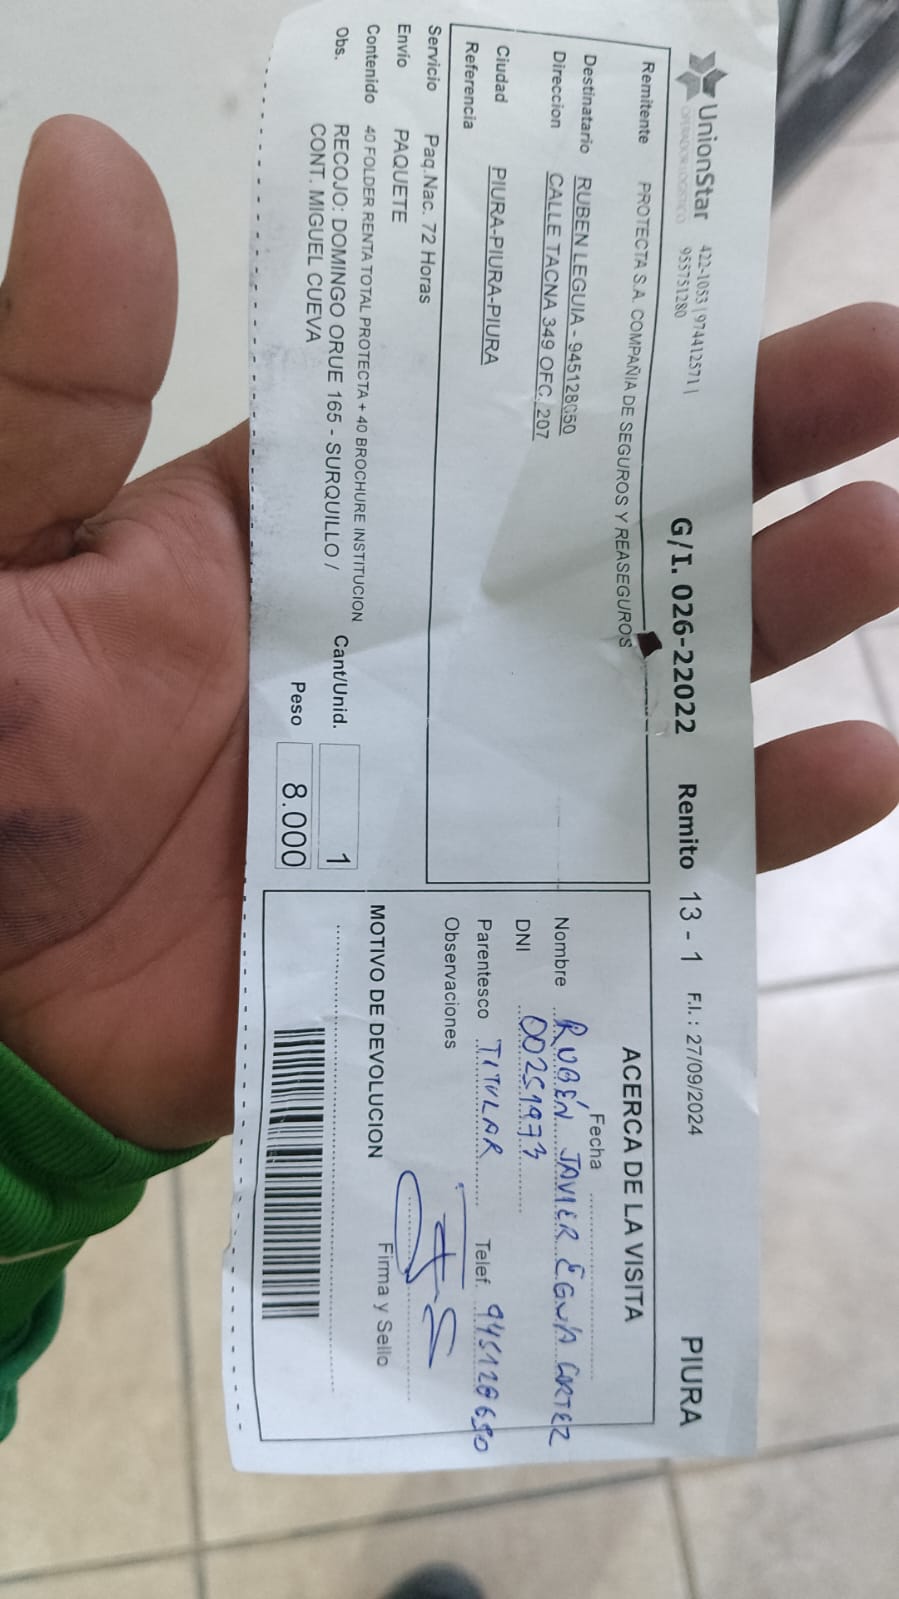 UnionStar 422-1053 | 974412571 |
OPERADOR LOGISTICO 955751280
G/I. 026-22022 Remito 13 - 1 F.I.: 27/09/2024 PIURA
Remitente PROTECTA S.A. COMPAÑIA DE SEGUROS Y REASEGUROS
Destinatario RUBEN LEGUIA - 945128650
Direccion CALLE TACNA 349 OFC. 207
Ciudad PIURA-PIURA-PIURA
Referencia
Servicio Paq.Nac. 72 Horas
Envío PAQUETE
Contenido 40 FOLDER RENTA TOTAL PROTECTA + 40 BROCHURE INSTITUCION
Obs. RECOJO: DOMINGO ORUE 165 - SURQUILLO /
CONT. MIGUEL CUEVA
Cant/Unid. 1
Peso 8.000
ACERCA DE LA VISITA
Fecha
Nombre RUBÉN JAVIER
DNI
Parentesco TITULAR Telef.
Observaciones
Firma y Sello
MOTIVO DE DEVOLUCION